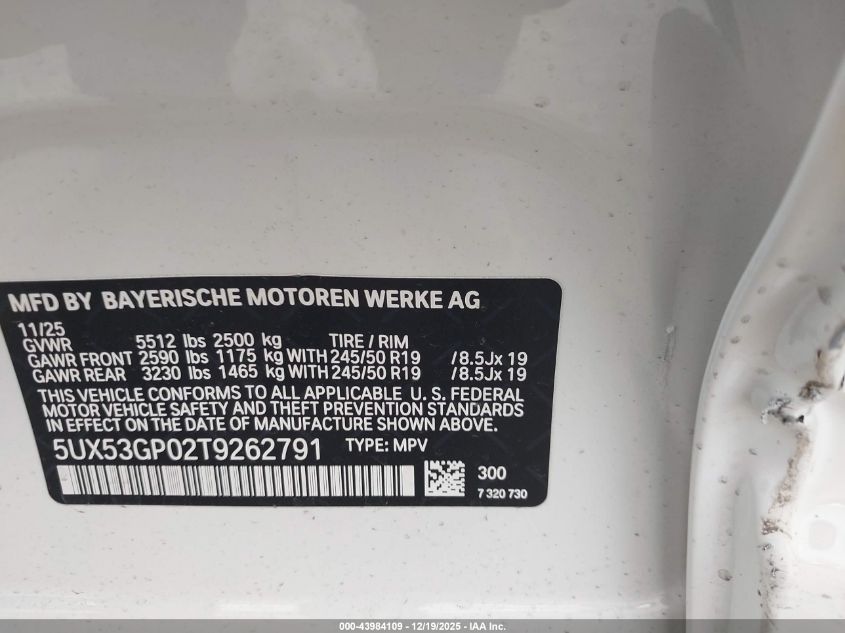 MFD BY BAYERISCHE MOTOREN WERKE AG
11/25
GVWR 5512 lbs 2500 kg TIRE / RIM
GAWR FRONT 2590 lbs 1175 kg WITH 245/50 R19 / 8.5Jx 19
GAWR REAR 3230 lbs 1465 kg WITH 245/50 R19 / 8.5Jx 19
THIS VEHICLE CONFORMS TO ALL APPLICABLE U. S. FEDERAL
MOTOR VEHICLE SAFETY AND THEFT PREVENTION STANDARDS
IN EFFECT ON THE DATE OF MANUFACTURE SHOWN ABOVE.
5UX53GP02T9262791 TYPE: MPV
300
7 320 730
000-43984109 - 12/19/2025 - IAA Inc.